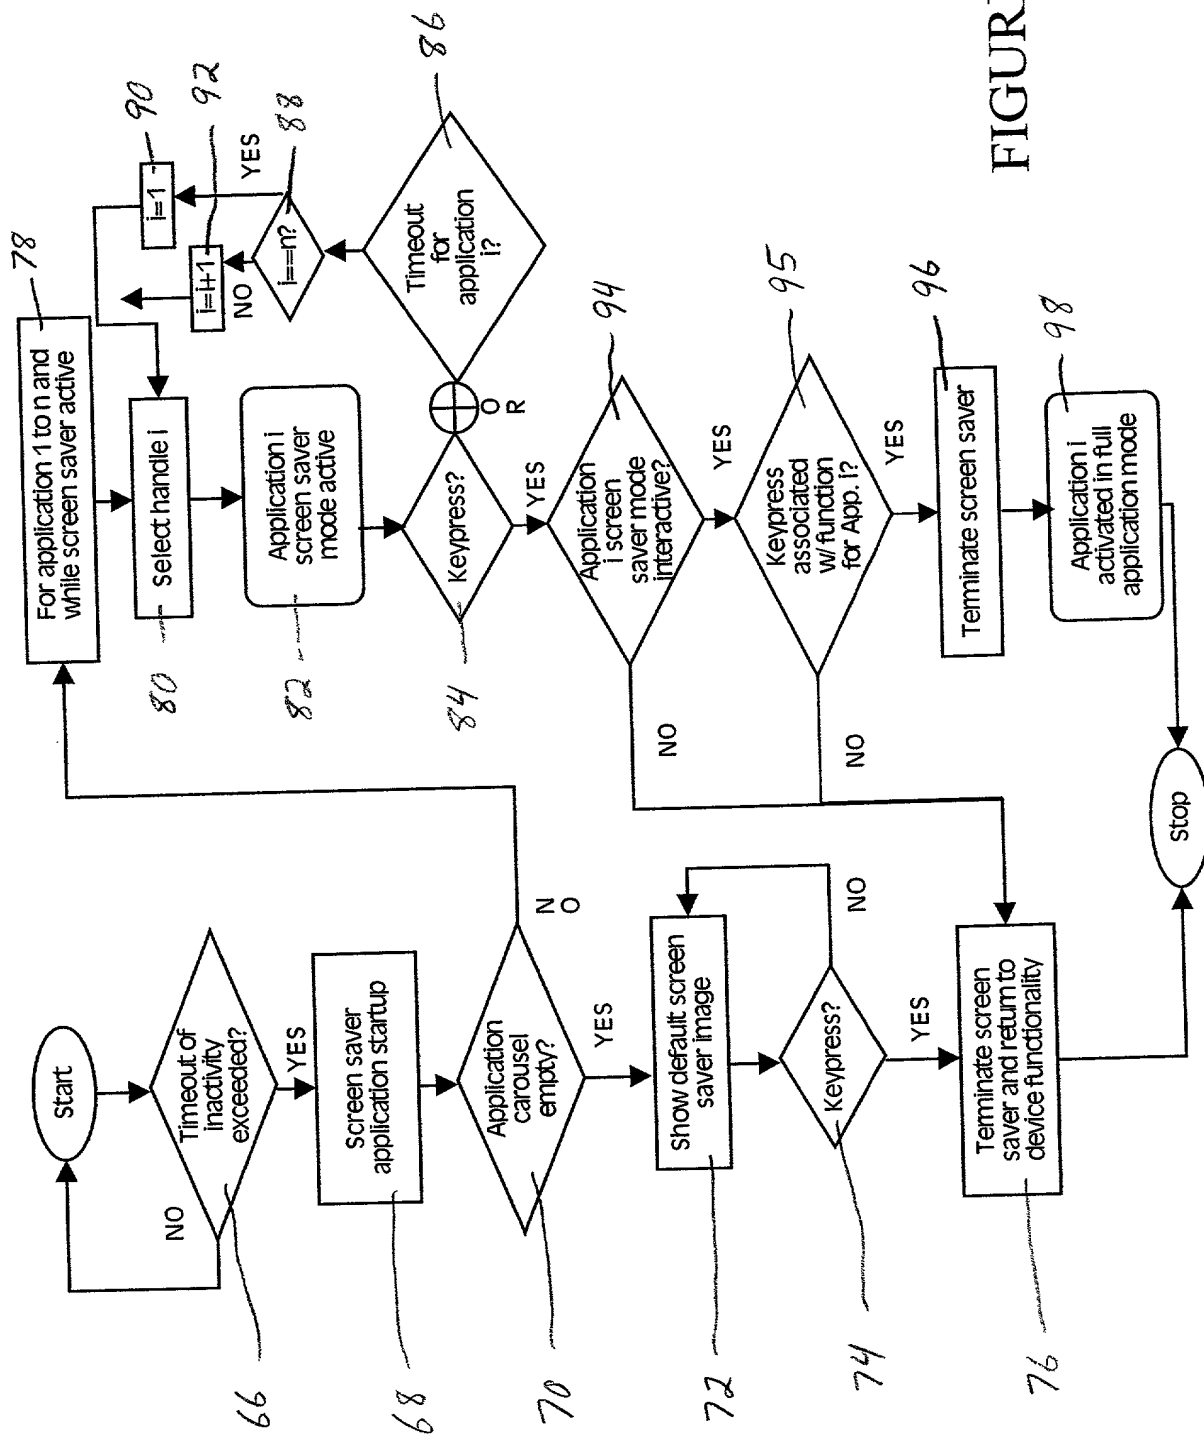 start
Timeout of
inactivity
exceeded?
NO
YES
66
Screen saver
application startup
68
Application
carousel
empty?
N
O
YES
70
Show default screen
saver image
72
Keypress?
NO
YES
74
Terminate screen
saver and return to
device functionality
76
stop
For application 1 to n and
while screen saver active
78
select handle i
80
Application i
screen saver
mode active
82
Keypress?
84
YES
O
R
Timeout
for
application
i?
86
i==n?
88
NO
YES
i=i+1
92
i=1
90
Application
i screen
saver mode
interactive?
94
NO
YES
Keypress
associated
w/ function
for App. i?
95
NO
YES
Terminate screen saver
96
Application i
activated in full
application mode
98